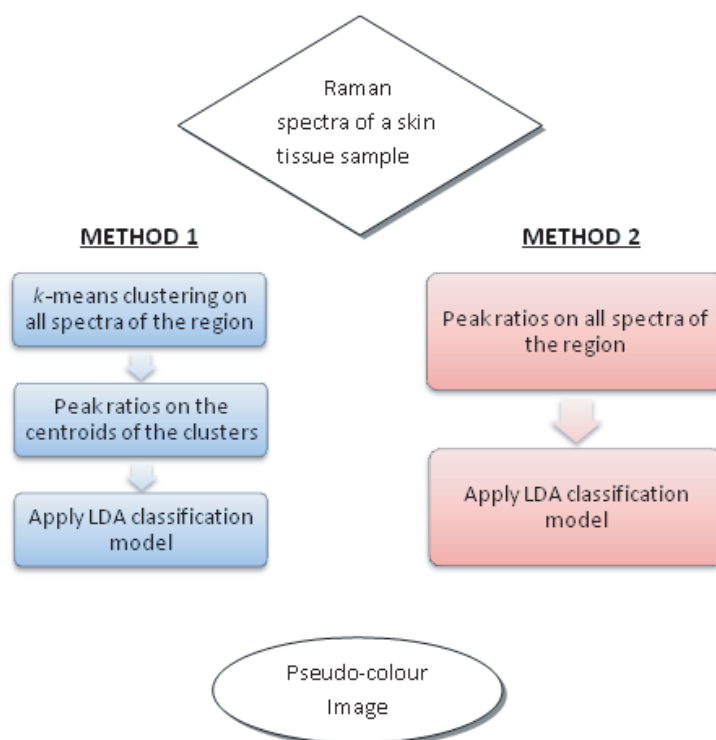 Raman
spectra of a skin
tissue sample
METHOD 1
k-means clustering on
all spectra of the region
Peak ratios on the
centroids of the clusters
Apply LDA classification
model
METHOD 2
Peak ratios on all spectra of
the region
Apply LDA classification
model
Pseudo-colour
Image